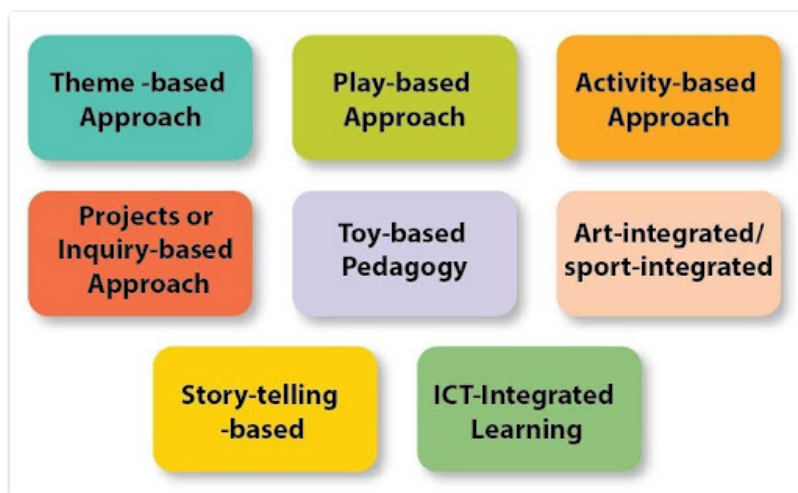 Theme -based
Approach
Play-based
Approach
Activity-based
Approach
Projects or
Inquiry-based
Approach
Toy-based
Pedagogy
Art-integrated/
sport-integrated
Story-telling
-based
ICT-Integrated
Learning